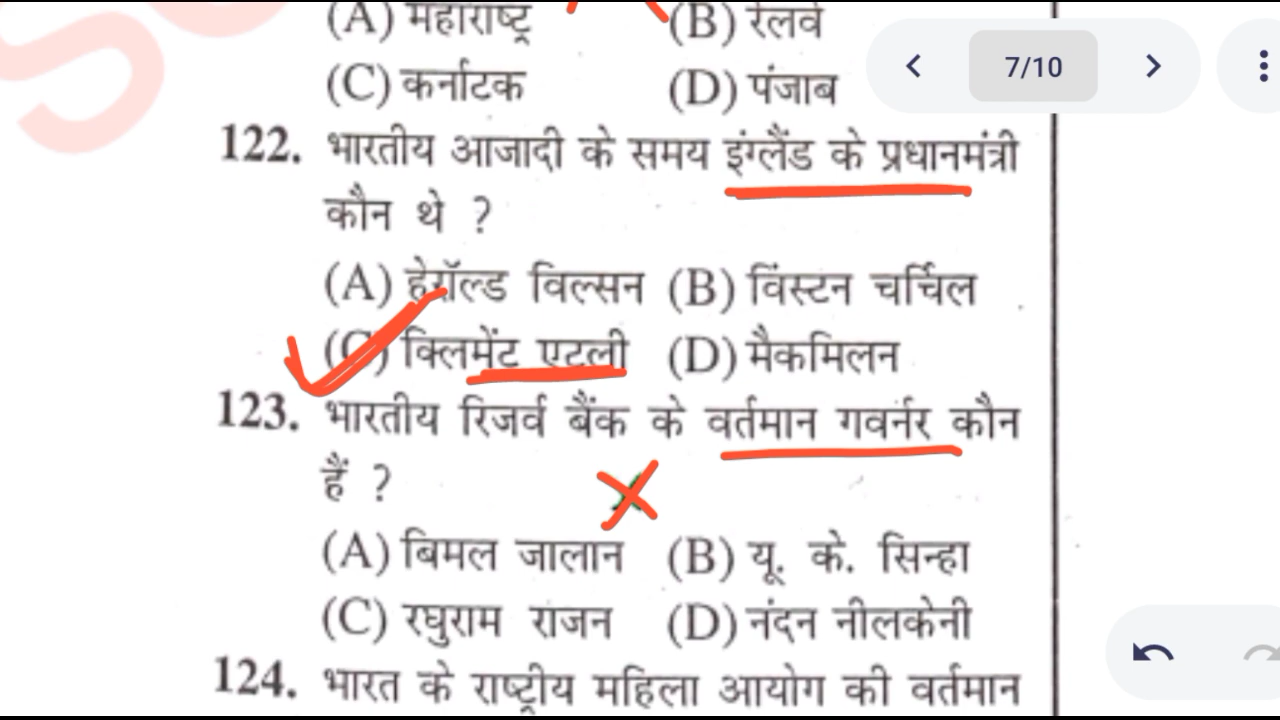 (A) महाराष्ट्र (B) रेलवे
(C) कर्नाटक (D) पंजाब
7/10
122. भारतीय आजादी के समय इंग्लैंड के प्रधानमंत्री
कौन थे ?
(A) हेरॉल्ड विल्सन (B) विंस्टन चर्चिल
(C) क्लिमेंट एटली (D) मैकमिलन
123. भारतीय रिजर्व बैंक के वर्तमान गवर्नर कौन
हैं ?
(A) बिमल जालान (B) यू. के. सिन्हा
(C) रघुराम राजन (D) नंदन नीलकेनी
124. भारत के राष्ट्रीय महिला आयोग की वर्तमान